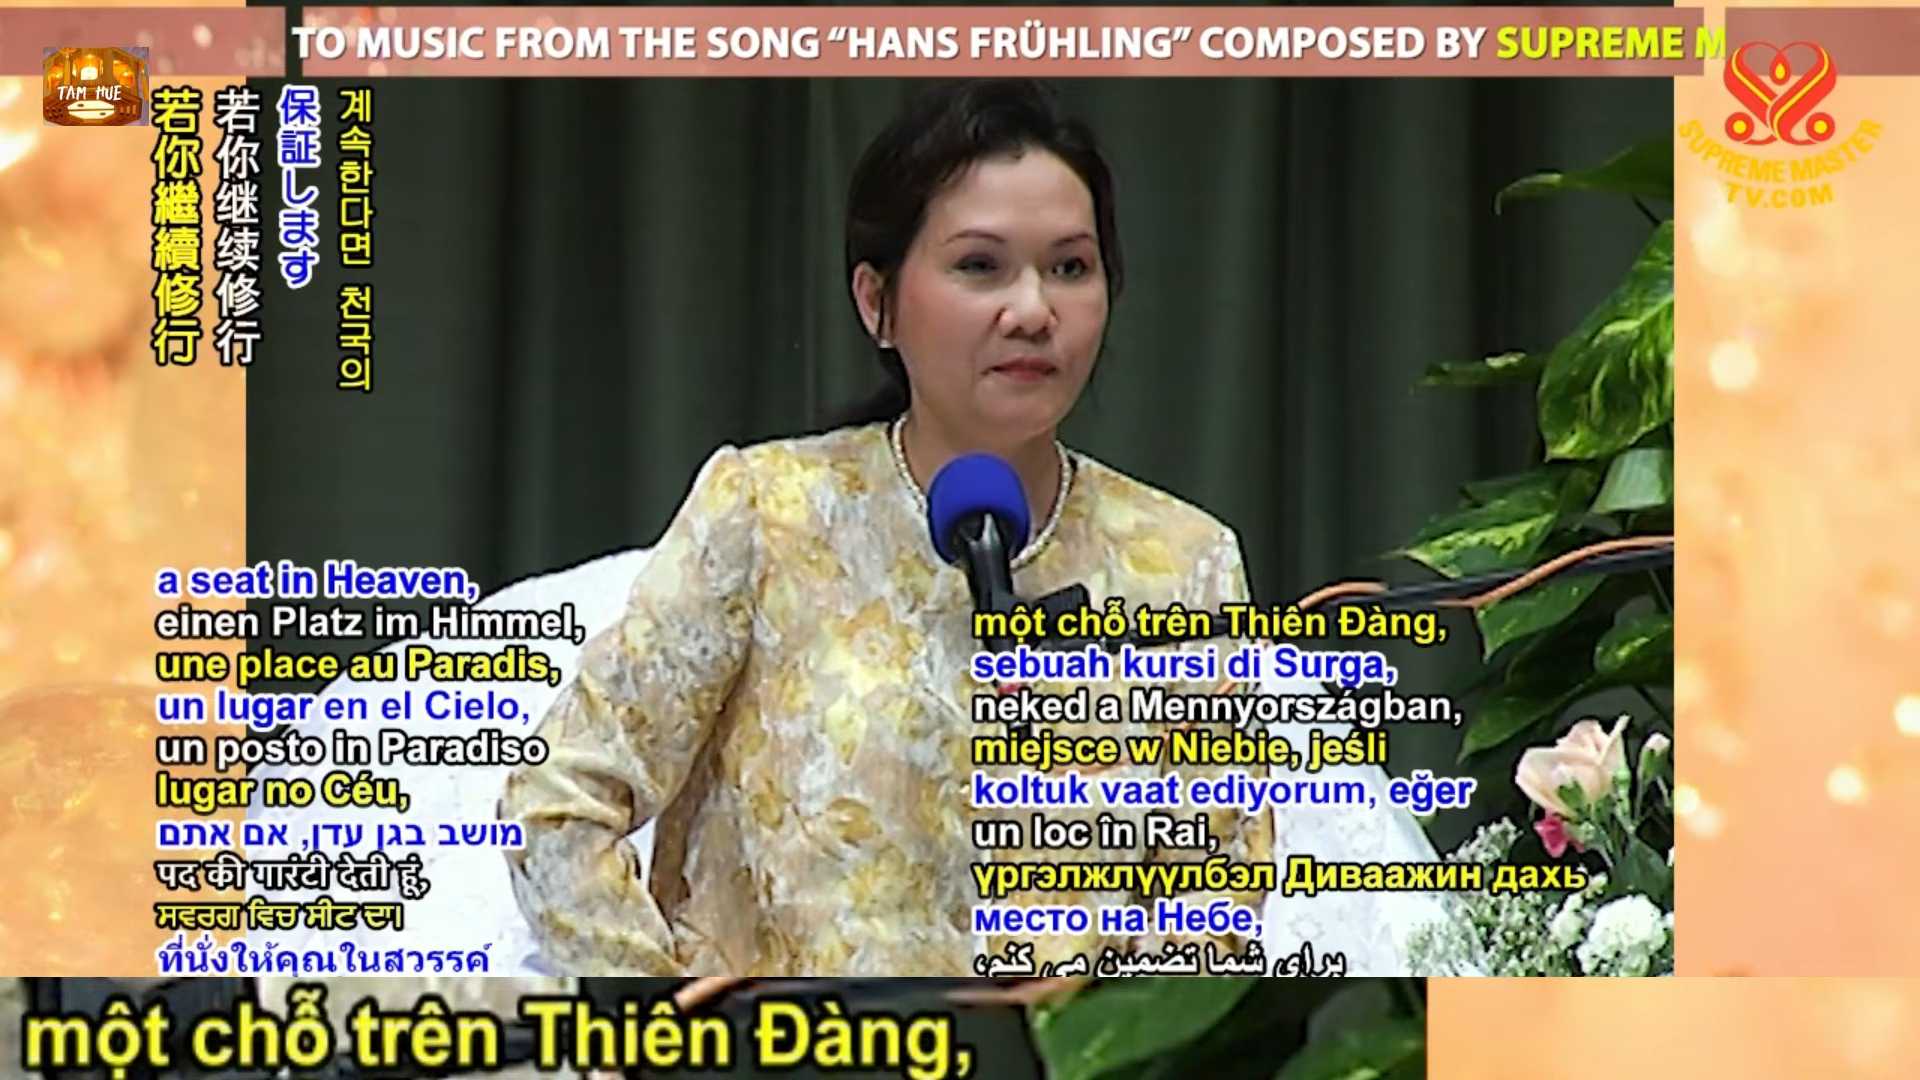 TO MUSIC FROM THE SONG “HANS FRÜHLING” COMPOSED BY SUPREME M
TAM HUE
SUPREME MASTER
TV.COM
若你繼續修行
若你继续修行
保証します
계속한다면 천국의
a seat in Heaven,
einen Platz im Himmel,
une place au Paradis,
un lugar en el Cielo,
un posto in Paradiso
lugar no Céu,
מושב בגן עדן, אם אתם
पद की गारंटी देती हूं,
ਸਵਰਗ ਵਿਚ ਸੀਟ ਦਾ।
ที่นั่งให้คุณในสวรรค์
một chỗ trên Thiên Đàng,
sebuah kursi di Surga,
neked a Mennyországban,
miejsce w Niebie, jeśli
koltuk vaat ediyorum, eğer
un loc în Rai,
үргэлжлүүлбэл Диваажин дахь
место на Небе,
برای شما تضمین می کنم،
một chỗ trên Thiên Đàng,